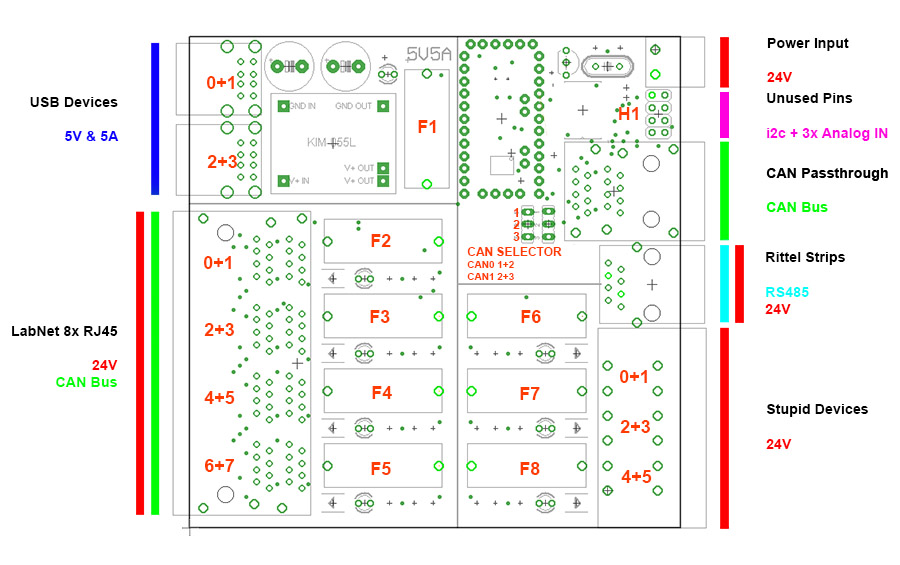 USB Devices
5V & 5A
LabNet 8x RJ45
24V
CAN Bus
0+1
2+3
5V5A
GND IN
GND OUT
V+ IN
V+ OUT
V+ OUT
F1
H1
0+1
2+3
4+5
6+7
F2
F3
F4
F5
1
2
3
CAN SELECTOR
CAN0 1+2
CAN1 2+3
F6
F7
F8
0+1
2+3
4+5
Power Input
24V
Unused Pins
i2c + 3x Analog IN
CAN Passthrough
CAN Bus
Rittel Strips
RS485
24V
Stupid Devices
24V